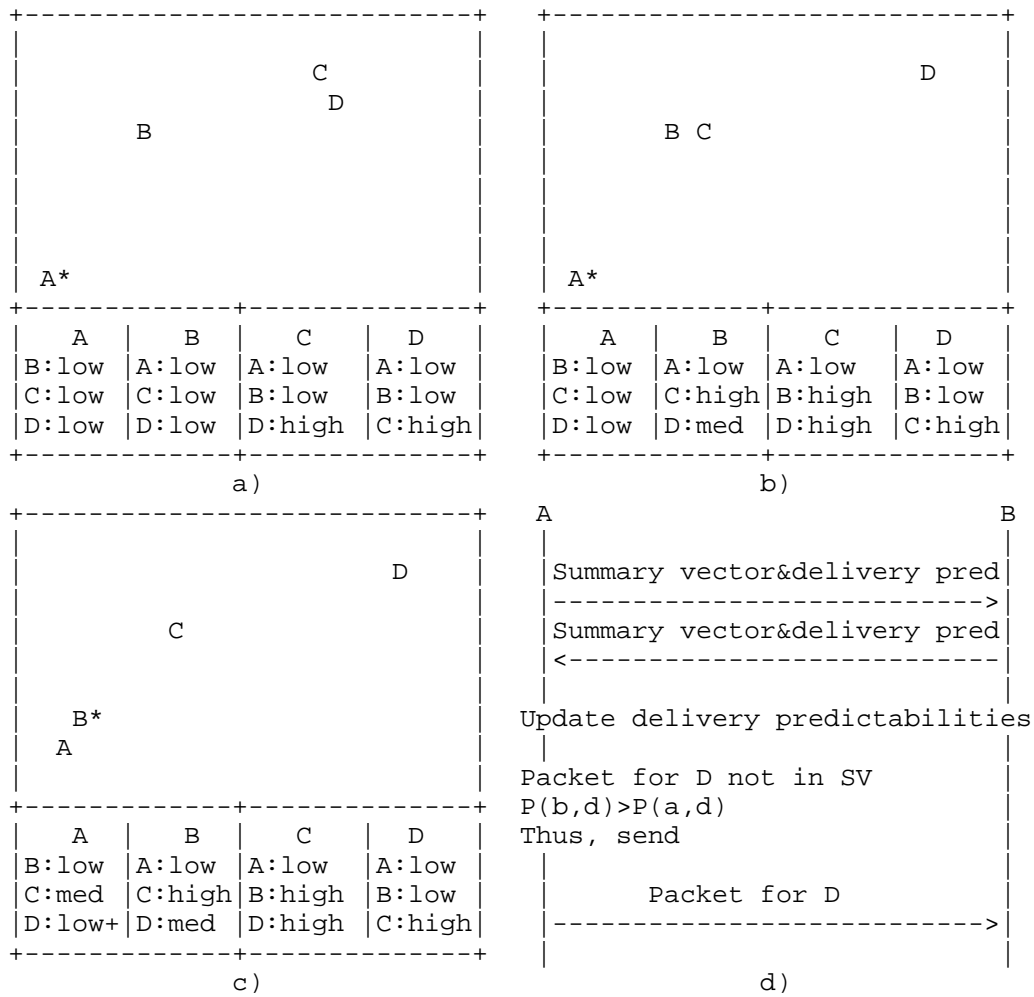 +----------------------------+   +----------------------------+
|                            |   |                            |
|                  C         |   |                       D    |
|                   D        |   |                            |
|       B                    |   |       B C                  |
|                            |   |                            |
|                            |   |                            |
|                            |   |                            |
|                            |   |                            |
| A*                         |   | A*                         |
+-------------+--------------+   +-------------+--------------+
|   A  |   B  |   C   |  D   |   |   A  |   B  |   C   |  D   |
|B:low |A:low |A:low  |A:low |   |B:low |A:low |A:low  |A:low |
|C:low |C:low |B:low  |B:low |   |C:low |C:high|B:high |B:low |
|D:low |D:low |D:high |C:high|   |D:low |D:med |D:high |C:high|
+-------------+--------------+   +-------------+--------------+
              a)                                b)
+----------------------------+   A                            B
|                            |   |                            |
|                       D    |   |Summary vector&delivery pred|
|                            |   |--------------------------->|
|         C                  |   |Summary vector&delivery pred|
|                            |   |<---------------------------|
|                            |   |                            |
|   B*                       |  Update delivery predictabilities
|  A                         |   |                            |
|                            |  Packet for D not in SV        |
+-------------+--------------+  P(b,d)>P(a,d)                 |
|   A  |   B  |   C   |  D   |  Thus, send                    |
|B:low |A:low |A:low  |A:low |   |                            |
|C:med |C:high|B:high |B:low |   |      Packet for D          |
|D:low+|D:med |D:high |C:high|   |--------------------------->|
+-------------+--------------+   |                            |
              c)                                d)